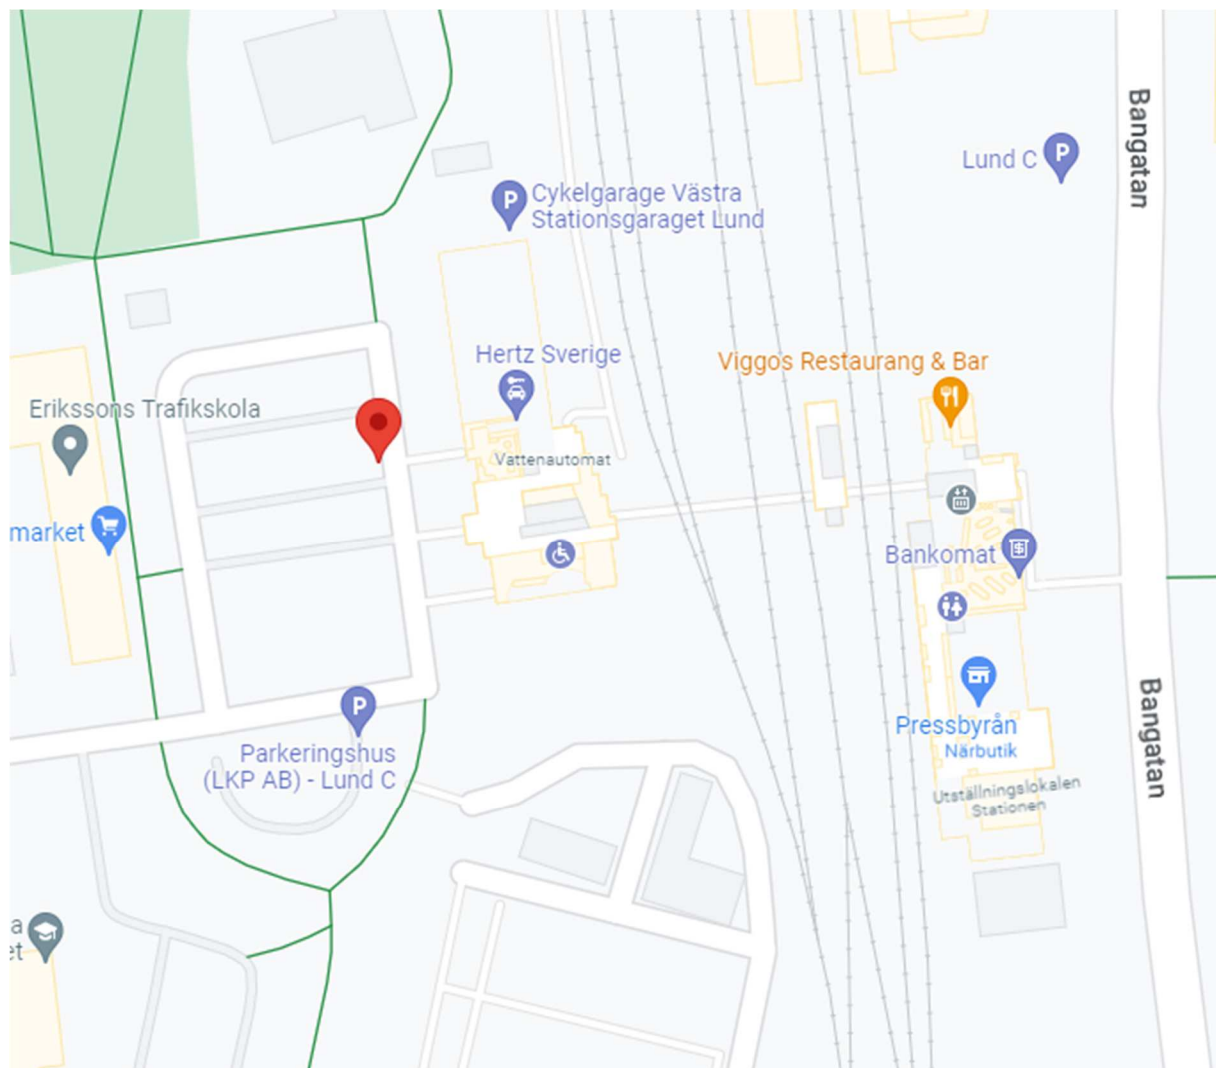 Bangatan
Lund C
Cykelgarage Västra
Stationsgaraget Lund
Hertz Sverige
Viggos Restaurang & Bar
Erikssons Trafikskola
Vattenautomat
market
Bankomat
Pressbyrån
Närbutik
Bangatan
Parkeringshus
(LKP AB) - Lund C
Utställningslokalen
Stationen
a
et